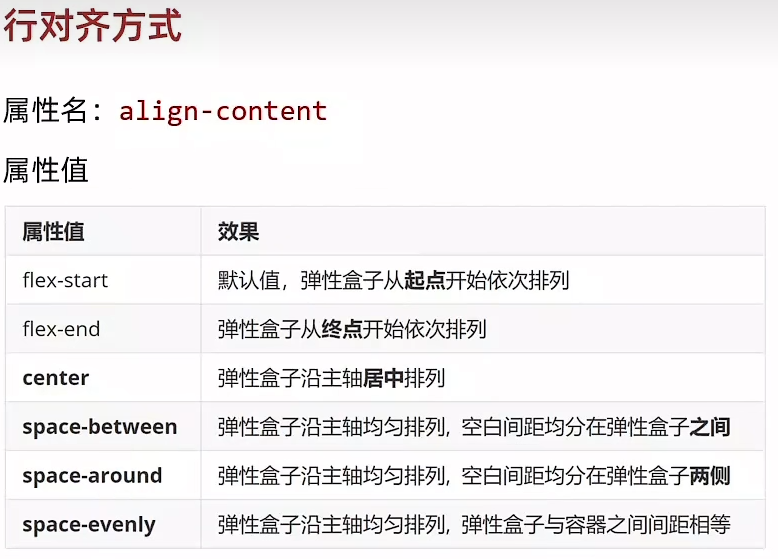 行对齐方式
属性名：align-content
属性值
属性值 效果
flex-start 默认值，弹性盒子从起点开始依次排列
flex-end 弹性盒子从终点开始依次排列
center 弹性盒子沿主轴居中排列
space-between 弹性盒子沿主轴均匀排列，空白间距均分在弹性盒子之间
space-around 弹性盒子沿主轴均匀排列，空白间距均分在弹性盒子两侧
space-evenly 弹性盒子沿主轴均匀排列，弹性盒子与容器之间间距相等